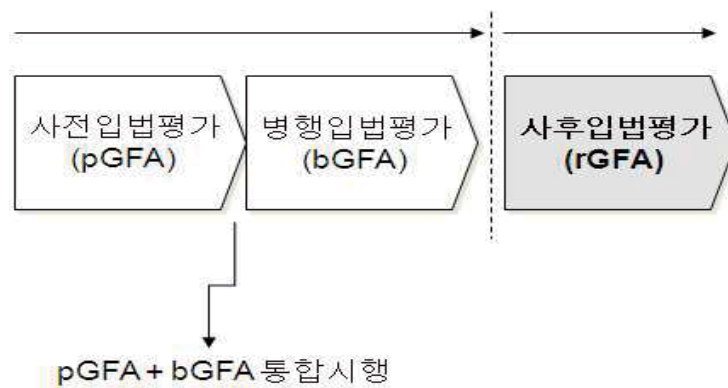 사전입법평가
(pGFA)
병행입법평가
(bGFA)
사후입법평가
(rGFA)
pGFA + bGFA 통합시행